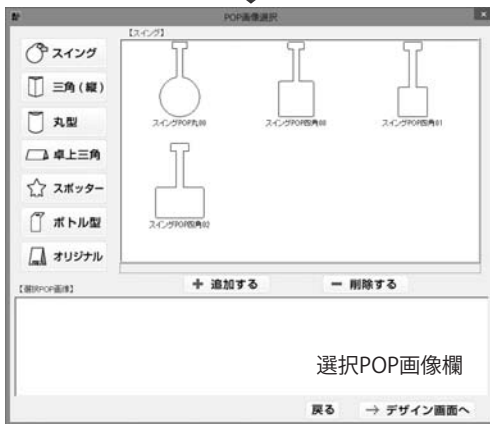 POP画像選択
【スイング】
スイング
三角(縦)
丸型
卓上三角
スポッター
ボトル型
オリジナル
スイングPOP丸00
スイングPOP四角00
スイングPOP四角01
スイングPOP四角02
+ 追加する
− 削除する
【選択POP画像】
選択POP画像欄
戻る
→ デザイン画面へ